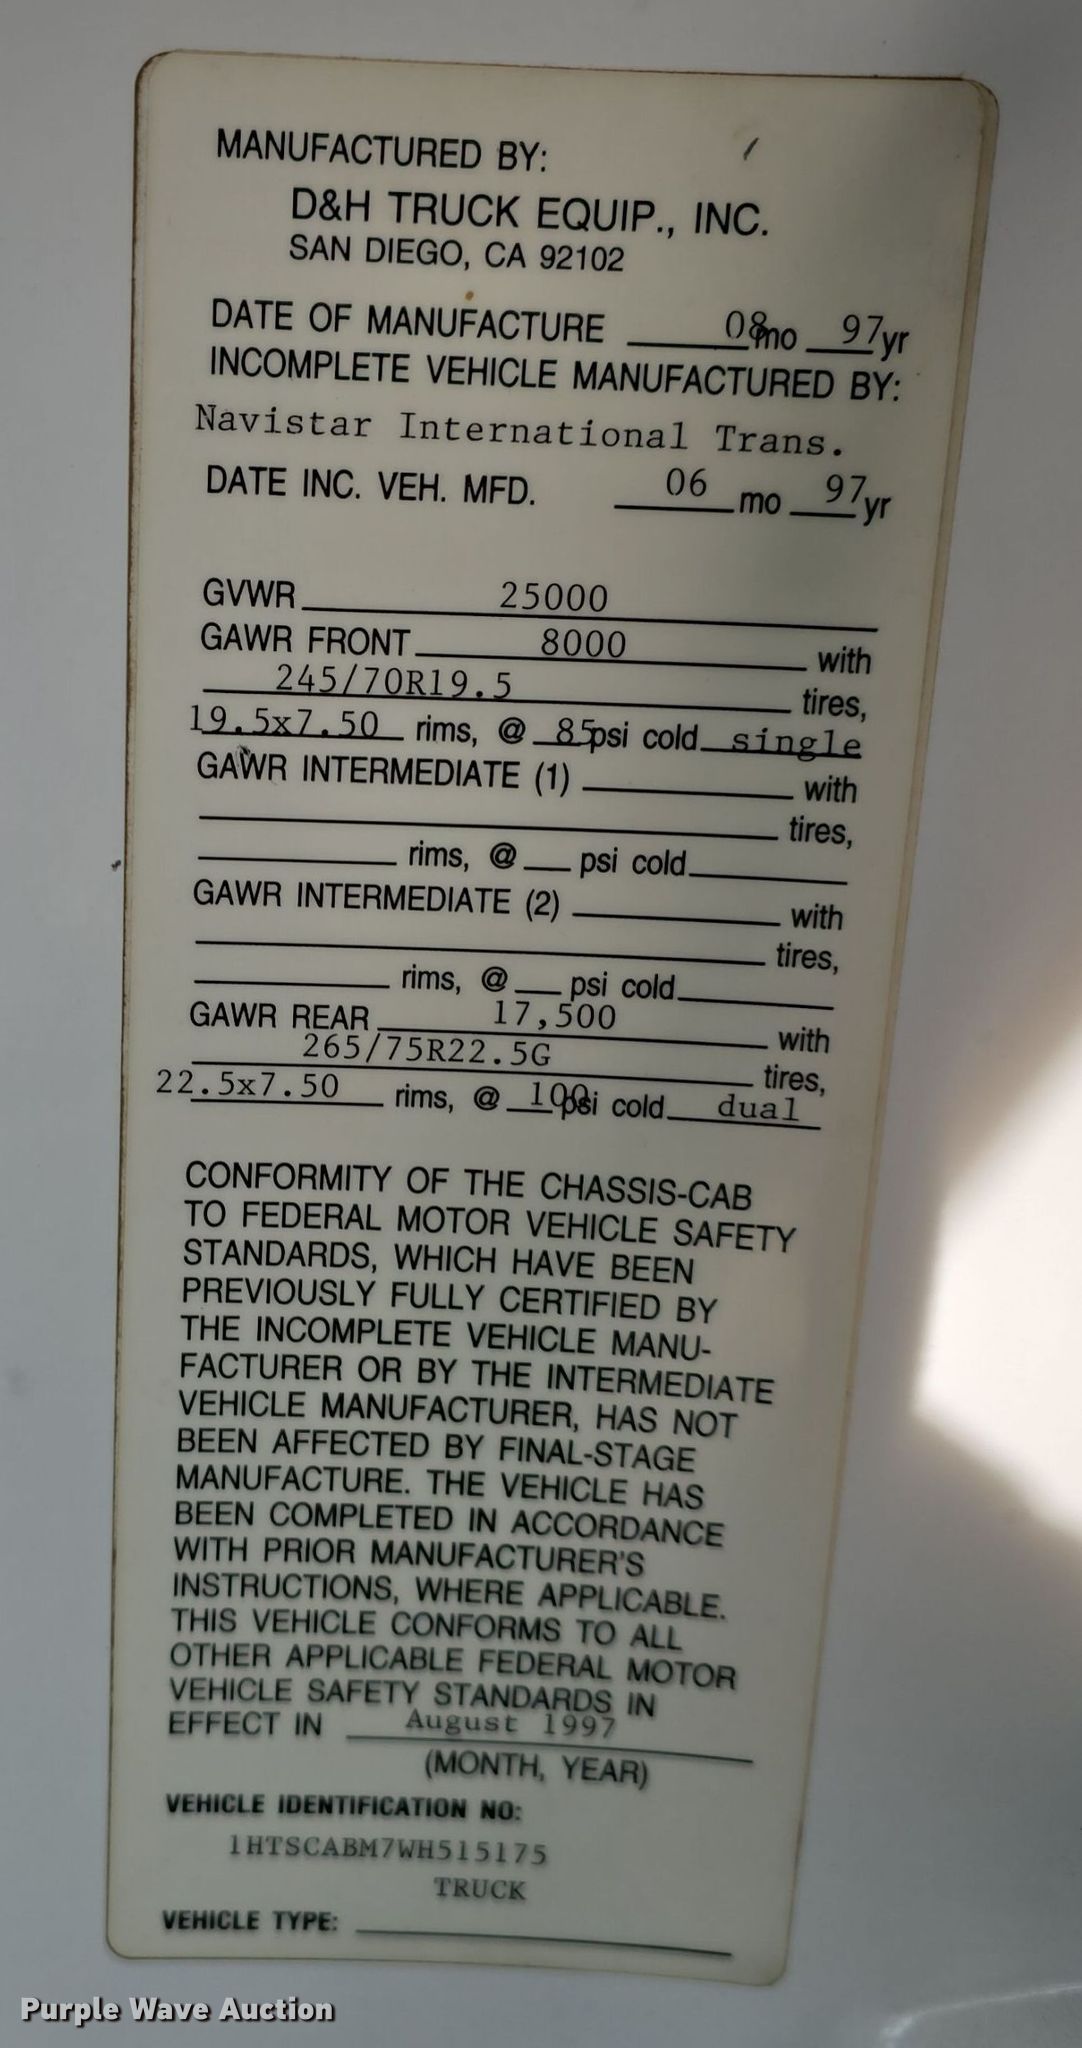 MANUFACTURED BY:
D&H TRUCK EQUIP., INC.
SAN DIEGO, CA 92102
DATE OF MANUFACTURE 08 mo 97 yr
INCOMPLETE VEHICLE MANUFACTURED BY:
Navistar International Trans.
DATE INC. VEH. MFD. 06 mo 97 yr
GVWR 25000
GAWR FRONT 8000 with
245/70R19.5 tires,
19.5x7.50 rims, @ 85 psi cold single
GAWR INTERMEDIATE (1) with
tires,
rims, @ psi cold
GAWR INTERMEDIATE (2) with
tires,
rims, @ psi cold
GAWR REAR 17,500 with
265/75R22.5G tires,
22.5x7.50 rims, @ 100 psi cold dual
CONFORMITY OF THE CHASSIS-CAB
TO FEDERAL MOTOR VEHICLE SAFETY
STANDARDS, WHICH HAVE BEEN
PREVIOUSLY FULLY CERTIFIED BY
THE INCOMPLETE VEHICLE MANU-
FACTURER OR BY THE INTERMEDIATE
VEHICLE MANUFACTURER, HAS NOT
BEEN AFFECTED BY FINAL-STAGE
MANUFACTURE. THE VEHICLE HAS
BEEN COMPLETED IN ACCORDANCE
WITH PRIOR MANUFACTURER'S
INSTRUCTIONS, WHERE APPLICABLE.
THIS VEHICLE CONFORMS TO ALL
OTHER APPLICABLE FEDERAL MOTOR
VEHICLE SAFETY STANDARDS IN
EFFECT IN August 1997
(MONTH, YEAR)
VEHICLE IDENTIFICATION NO:
1HTSCABM7WH515175
TRUCK
VEHICLE TYPE:
Purple Wave Auction